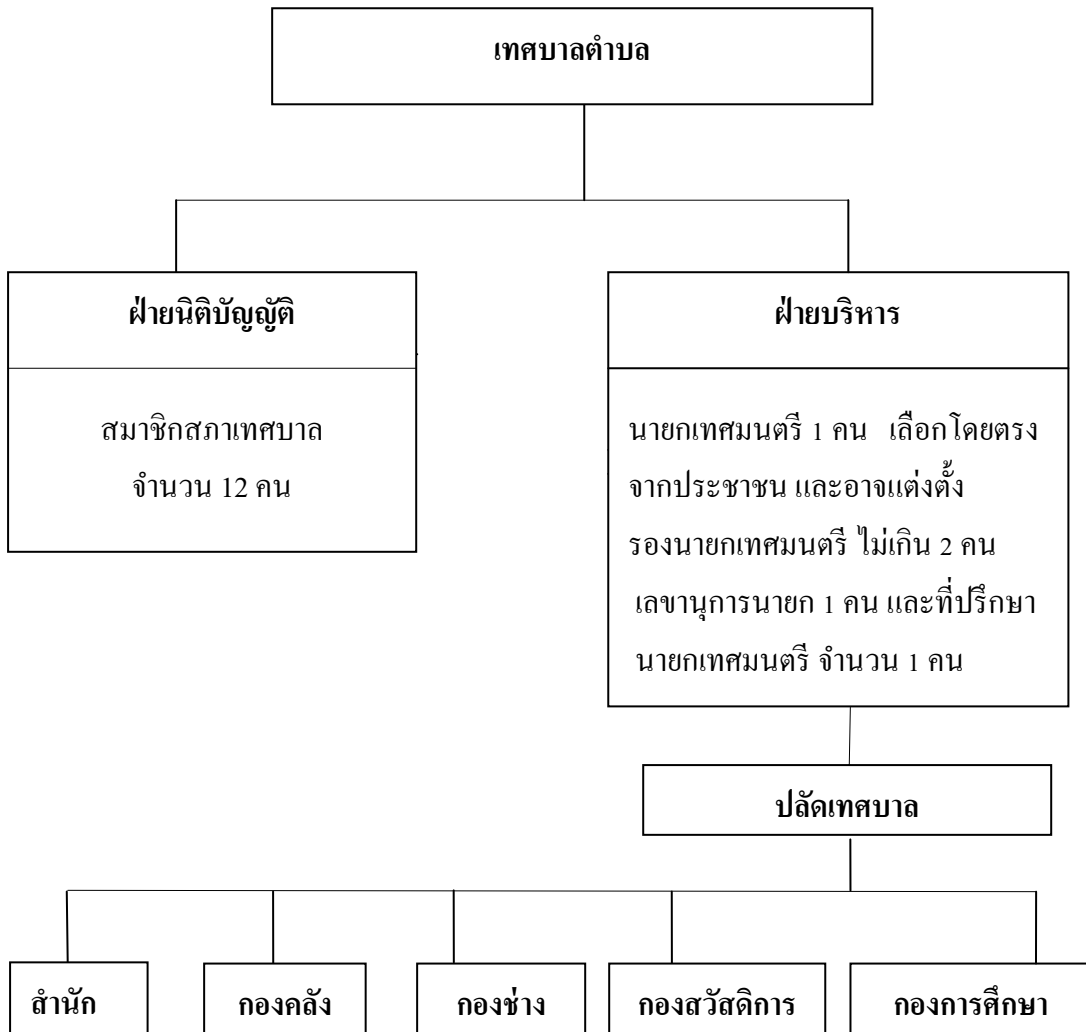 เทศบาลตำบล
ฝ่ายนิติบัญญัติ
สมาชิกสภาเทศบาล
จำนวน 12 คน
ฝ่ายบริหาร
นายกเทศมนตรี 1 คน เลือกโดยตรง
จากประชาชน และอาจแต่งตั้ง
รองนายกเทศมนตรี ไม่เกิน 2 คน
เลขานุการนายก 1 คน และที่ปรึกษา
นายกเทศมนตรี จำนวน 1 คน
ปลัดเทศบาล
สำนัก
กองคลัง
กองช่าง
กองสวัสดิการ
กองการศึกษา